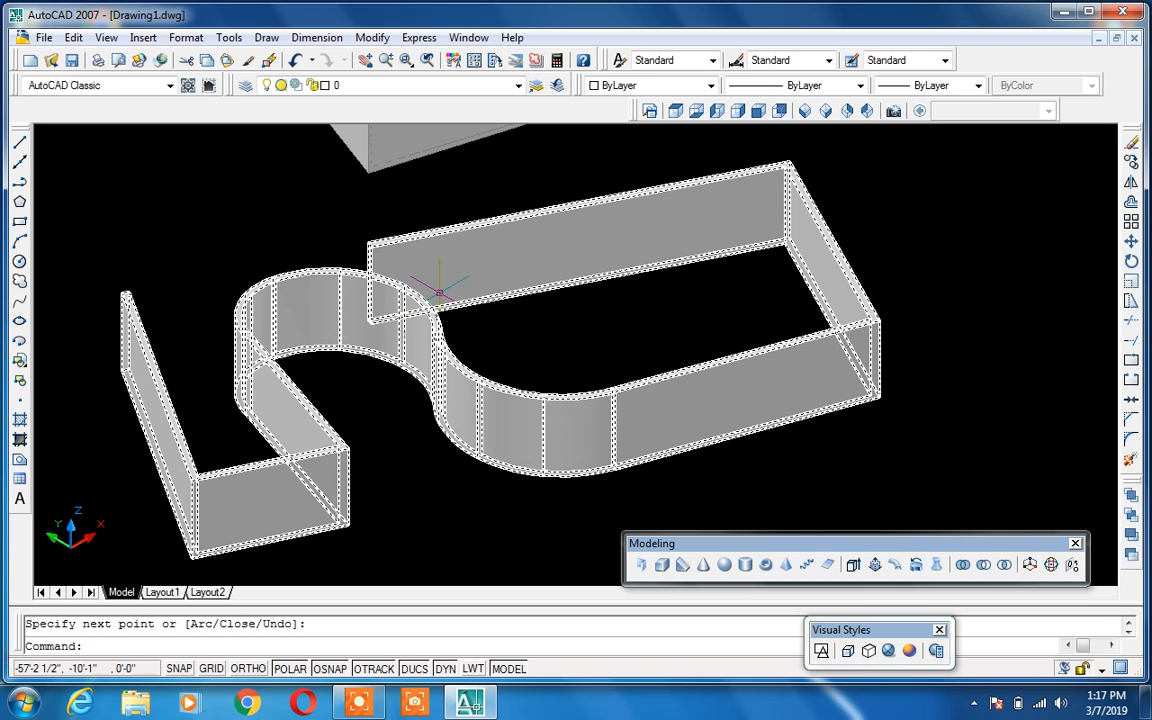 AutoCAD 2007 - [Drawing1.dwg]
File Edit View Insert Format Tools Draw Dimension Modify Express Window Help
Standard Standard Standard
AutoCAD Classic 0 ByLayer ByLayer ByLayer ByColor
A
Z
Y X
Modeling
Model Layout1 Layout2
Specify next point or [Arc/Close/Undo]:
Command:
Visual Styles
-57-2 1/2", -10'-1" , 0'-0" SNAP GRID ORTHO POLAR OSNAP OTRACK DUCS DYN LWT MODEL
1:17 PM
3/7/2019